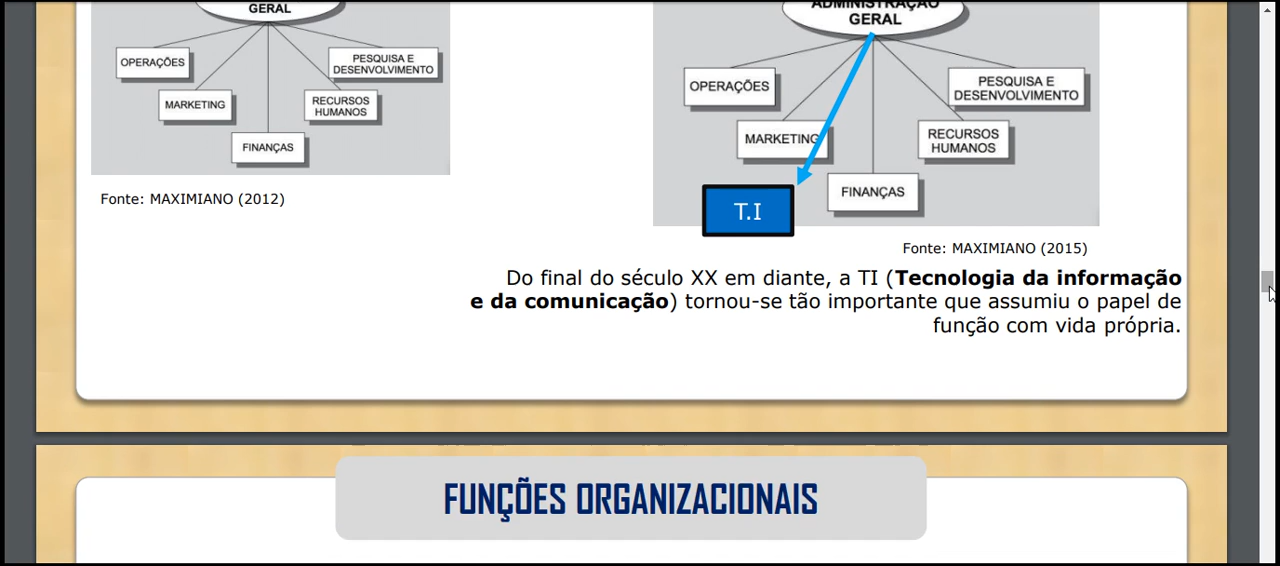 GERAL
OPERAÇÕES
PESQUISA E
DESENVOLVIMENTO
MARKETING
RECURSOS
HUMANOS
FINANÇAS
Fonte: MAXIMIANO (2012)
ADMINISTRAÇÃO
GERAL
OPERAÇÕES
PESQUISA E
DESENVOLVIMENTO
MARKETING
RECURSOS
HUMANOS
FINANÇAS
T.I
Fonte: MAXIMIANO (2015)
Do final do século XX em diante, a TI (Tecnologia da informação
e da comunicação) tornou-se tão importante que assumiu o papel de
função com vida própria.
FUNÇÕES ORGANIZACIONAIS